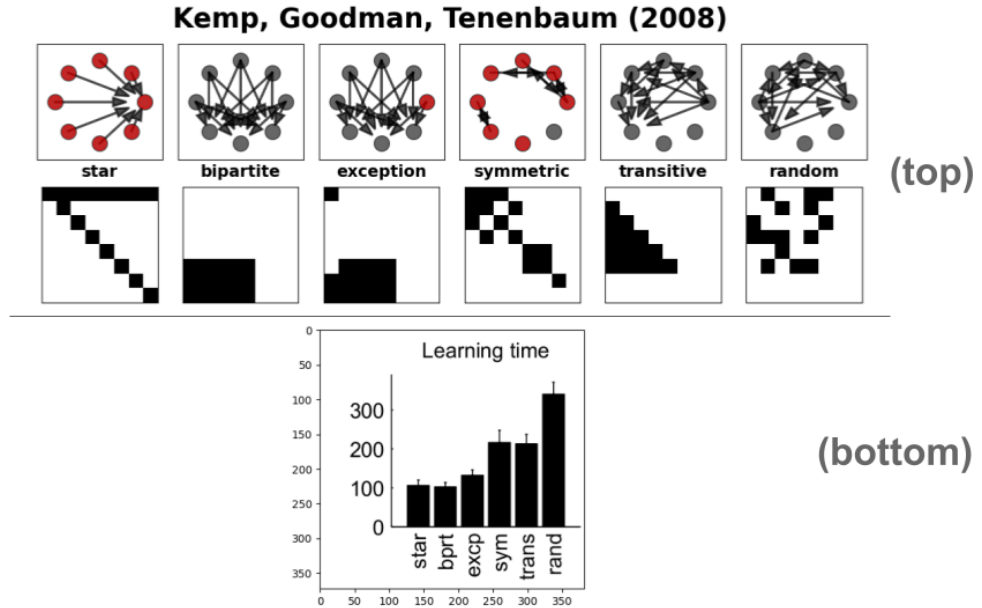 Kemp, Goodman, Tenenbaum (2008)
star bipartite exception symmetric transitive random
(top)
0
50
100
150
200
250
300
350
Learning time
300
200
100
0
star bprt excp sym trans rand
0 50 100 150 200 250 300 350
(bottom)